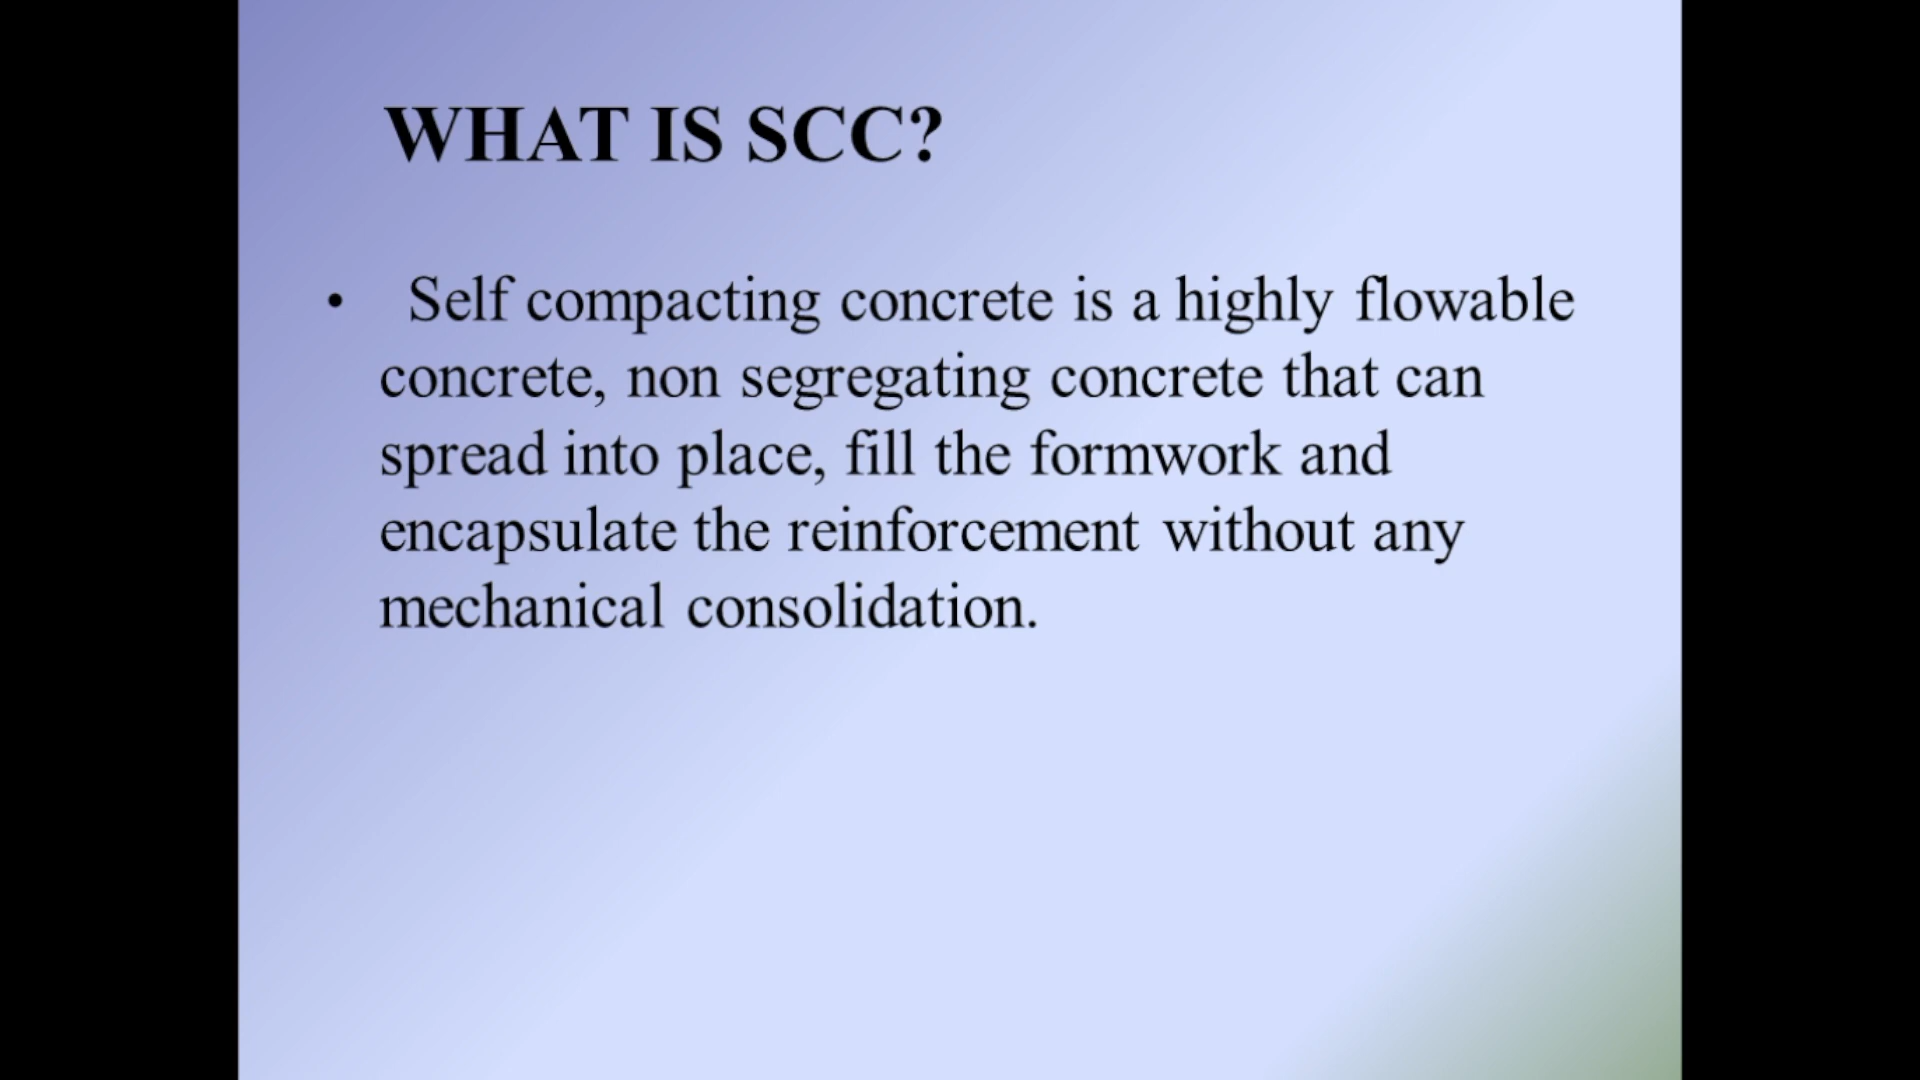 WHAT IS SCC?
• Self compacting concrete is a highly flowable
concrete, non segregating concrete that can
spread into place, fill the formwork and
encapsulate the reinforcement without any
mechanical consolidation.